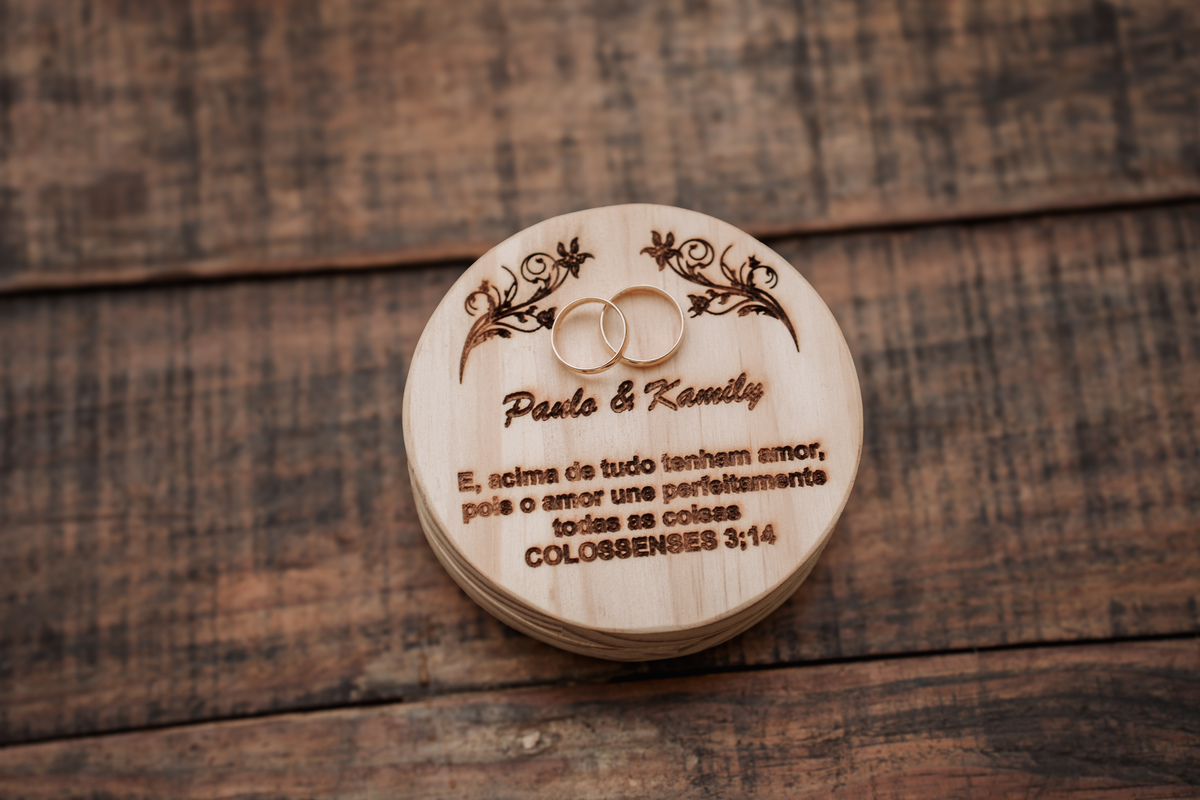 Paulo & Kamily
E, acima de tudo tenham amor,
pois o amor une perfeitamente
todas as coisas
COLOSSENSES 3;14